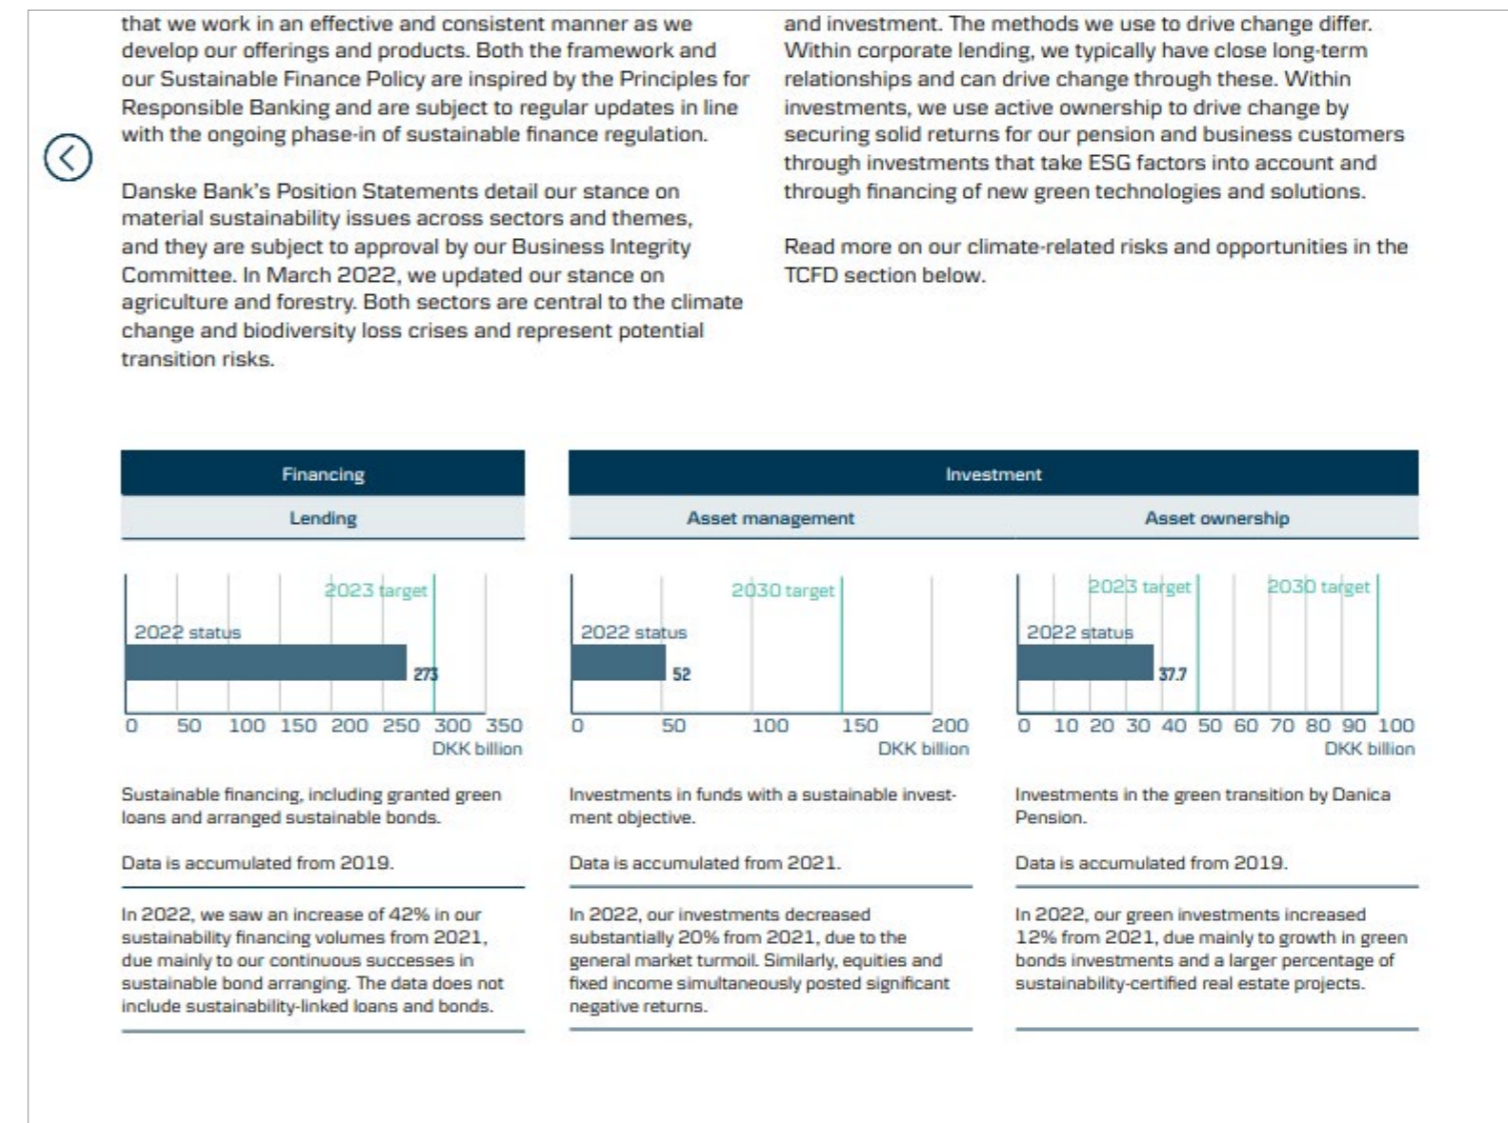 that we work in an effective and consistent manner as we
develop our offerings and products. Both the framework and
our Sustainable Finance Policy are inspired by the Principles for
Responsible Banking and are subject to regular updates in line
with the ongoing phase-in of sustainable finance regulation.
Danske Bank's Position Statements detail our stance on
material sustainability issues across sectors and themes,
and they are subject to approval by our Business Integrity
Committee. In March 2022, we updated our stance on
agriculture and forestry. Both sectors are central to the climate
change and biodiversity loss crises and represent potential
transition risks.
and investment. The methods we use to drive change differ.
Within corporate lending, we typically have close long-term
relationships and can drive change through these. Within
investments, we use active ownership to drive change by
securing solid returns for our pension and business customers
through investments that take ESG factors into account and
through financing of new green technologies and solutions.
Read more on our climate-related risks and opportunities in the
TCFD section below.
Financing
Lending
2023 target
2022 status
273
0 50 100 150 200 250 300 350
DKK billion
Sustainable financing, including granted green
loans and arranged sustainable bonds.
Data is accumulated from 2019.
In 2022, we saw an increase of 42% in our
sustainability financing volumes from 2021,
due mainly to our continuous successes in
sustainable bond arranging. The data does not
include sustainability-linked loans and bonds.
Investment
Asset management
2030 target
2022 status
52
0 50 100 150 200
DKK billion
Investments in funds with a sustainable invest-
ment objective.
Data is accumulated from 2021.
In 2022, our investments decreased
substantially 20% from 2021, due to the
general market turmoil. Similarly, equities and
fixed income simultaneously posted significant
negative returns.
Asset ownership
2023 target 2030 target
2022 status
37.7
0 10 20 30 40 50 60 70 80 90 100
DKK billion
Investments in the green transition by Danica
Pension.
Data is accumulated from 2019.
In 2022, our green investments increased
12% from 2021, due mainly to growth in green
bonds investments and a larger percentage of
sustainability-certified real estate projects.